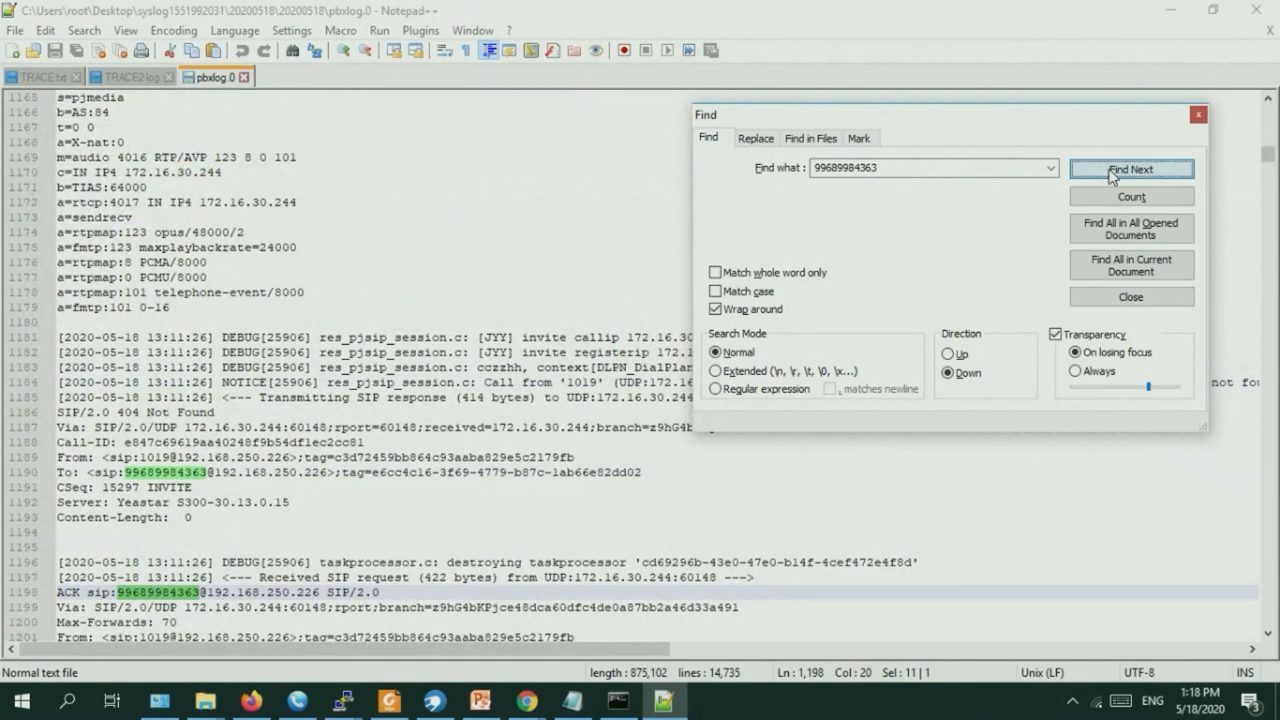 C:\Users\root\Desktop\syslog1551992031\20200518\20200518\pbxlog.0 - Notepad++
File Edit Search View Encoding Language Settings Macro Run Plugins Window ?
TRACE.txt TRACE2.log pbxlog.0
1165 s=pjmedia
1166 b=AS:84
1167 t=0 0
1168 a=X-nat:0
1169 m=audio 4016 RTP/AVP 123 8 0 101
1170 c=IN IP4 172.16.30.244
1171 b=TIAS:64000
1172 a=rtcp:4017 IN IP4 172.16.30.244
1173 a=sendrecv
1174 a=rtpmap:123 opus/48000/2
1175 a=fmtp:123 maxplaybackrate=24000
1176 a=rtpmap:8 PCMA/8000
1177 a=rtpmap:0 PCMU/8000
1178 a=rtpmap:101 telephone-event/8000
1179 a=fmtp:101 0-16
1180
1181 [2020-05-18 13:11:26] DEBUG[25906] res_pjsip_session.c: [JYY] invite callip 172.16.
1182 [2020-05-18 13:11:26] DEBUG[25906] res_pjsip_session.c: [JYY] invite registerip 172.1
1183 [2020-05-18 13:11:26] DEBUG[25906] res_pjsip_session.c: cczzhh, context[DLPN_DialPlan
1184 [2020-05-18 13:11:26] NOTICE[25906] res_pjsip_session.c: Call from '1019' (UDP:172.16 not fou
1185 [2020-05-18 13:11:26] <--- Transmitting SIP response (414 bytes) to UDP:172.16.30.244
1186 SIP/2.0 404 Not Found
1187 Via: SIP/2.0/UDP 172.16.30.244:60148;rport=60148;received=172.16.30.244;branch=z9hG4b
1188 Call-ID: e847c69619aa40248f9b54df1ec2cc81
1189 From: <sip:1019@192.168.250.226>;tag=c3d72459bb864c93aaba829e5c2179fb
1190 To: <sip:99689984363@192.168.250.226>;tag=e6cc4c16-3f69-4779-b87c-1ab66e82dd02
1191 CSeq: 15297 INVITE
1192 Server: Yeastar S300-30.13.0.15
1193 Content-Length:  0
1194
1195
1196 [2020-05-18 13:11:26] DEBUG[25906] taskprocessor.c: destroying taskprocessor 'cd69296b-43e0-47e0-b14f-4cef472e4f8d'
1197 [2020-05-18 13:11:26] <--- Received SIP request (422 bytes) from UDP:172.16.30.244:60148 --->
1198 ACK sip:99689984363@192.168.250.226 SIP/2.0
1199 Via: SIP/2.0/UDP 172.16.30.244:60148;rport;branch=z9hG4bKPjce48dca60dfc4de0a87bb2a46d33a491
1200 Max-Forwards: 70
1201 From: <sip:1019@192.168.250.226>;tag=c3d72459bb864c93aaba829e5c2179fb
Find
Find Replace Find in Files Mark
Find what : 99689984363 Find Next
Count
Find All in All Opened Documents
Find All in Current Document
Close
Match whole word only
Match case
Wrap around
Search Mode
Normal
Extended (\n, \r, \t, \0, \x...)
Regular expression . matches newline
Direction
Up
Down
Transparency
On losing focus
Always
Normal text file length : 875,102 lines : 14,735 Ln : 1,198 Col : 20 Sel : 11 | 1 Unix (LF) UTF-8 INS
ENG
1:18 PM
5/18/2020
3